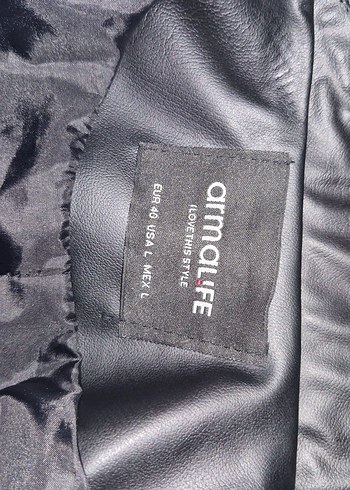 armaLiFE
I LOVE THIS STYLE
EUR 40 USA L MEX L